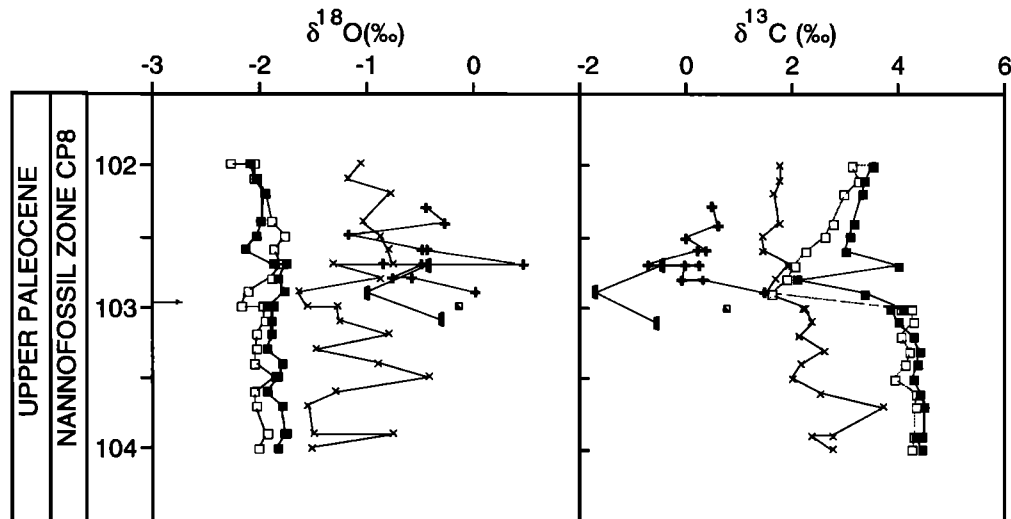 δ18O(‰) δ13C (‰)
-3 -2 -1 0 -2 0 2 4 6
UPPER PALEOCENE
NANNOFOSSIL ZONE CP8
102
103
104